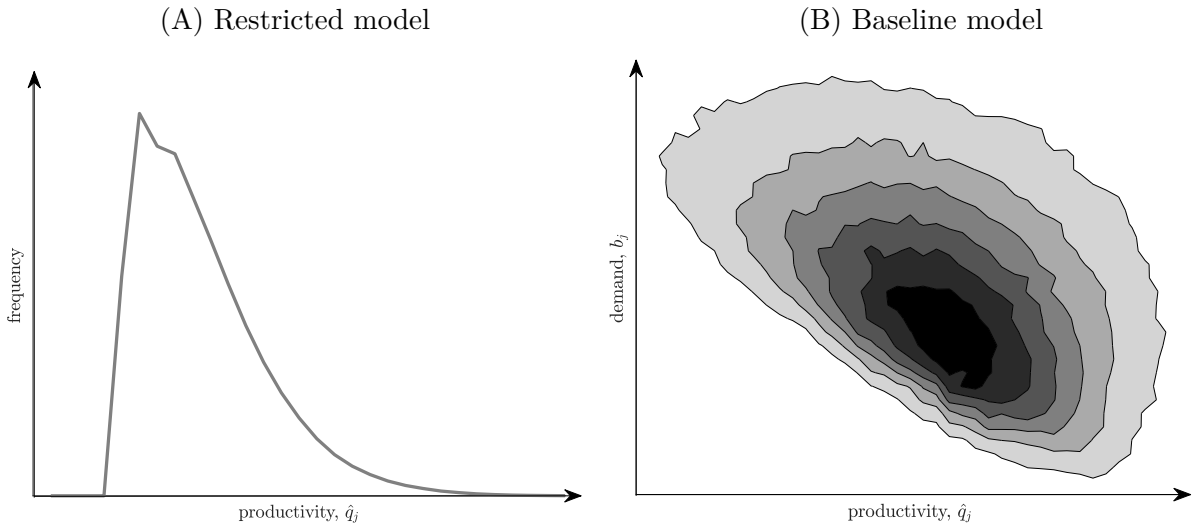 (A) Restricted model
frequency
productivity, q̂_j
(B) Baseline model
demand, b_j
productivity, q̂_j